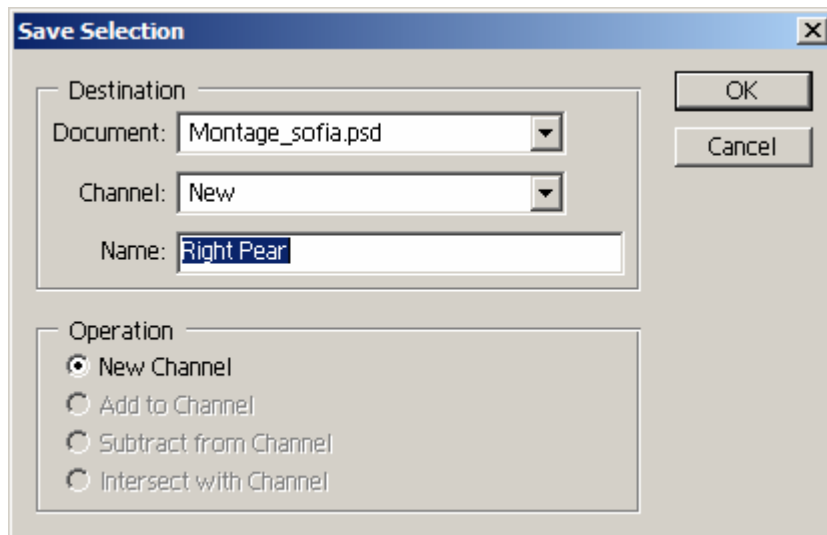 Save Selection
Destination
OK
Document: Montage_sofia.psd
Cancel
Channel: New
Name: Right Pear
Operation
New Channel
Add to Channel
Subtract from Channel
Intersect with Channel